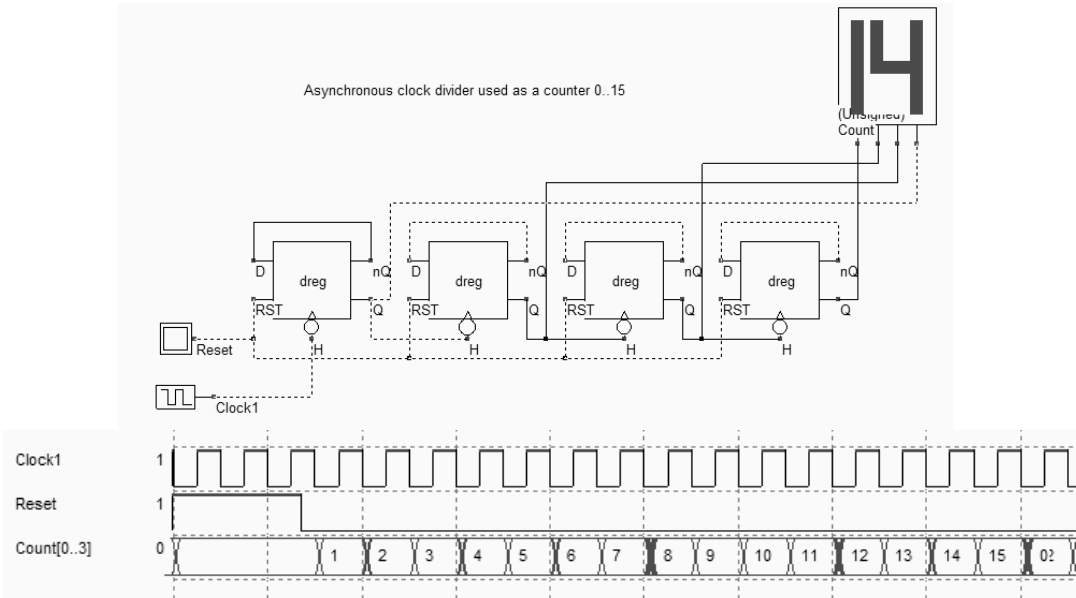 14
Asynchronous clock divider used as a counter 0..15
(Unsigned)
Count
D nQ D nQ D nQ D nQ
dreg dreg dreg dreg
RST Q RST Q RST Q RST Q
Reset H H H H
Clock1
Clock1 1
Reset 1
Count[0..3] 0 1 2 3 4 5 6 7 8 9 10 11 12 13 14 15